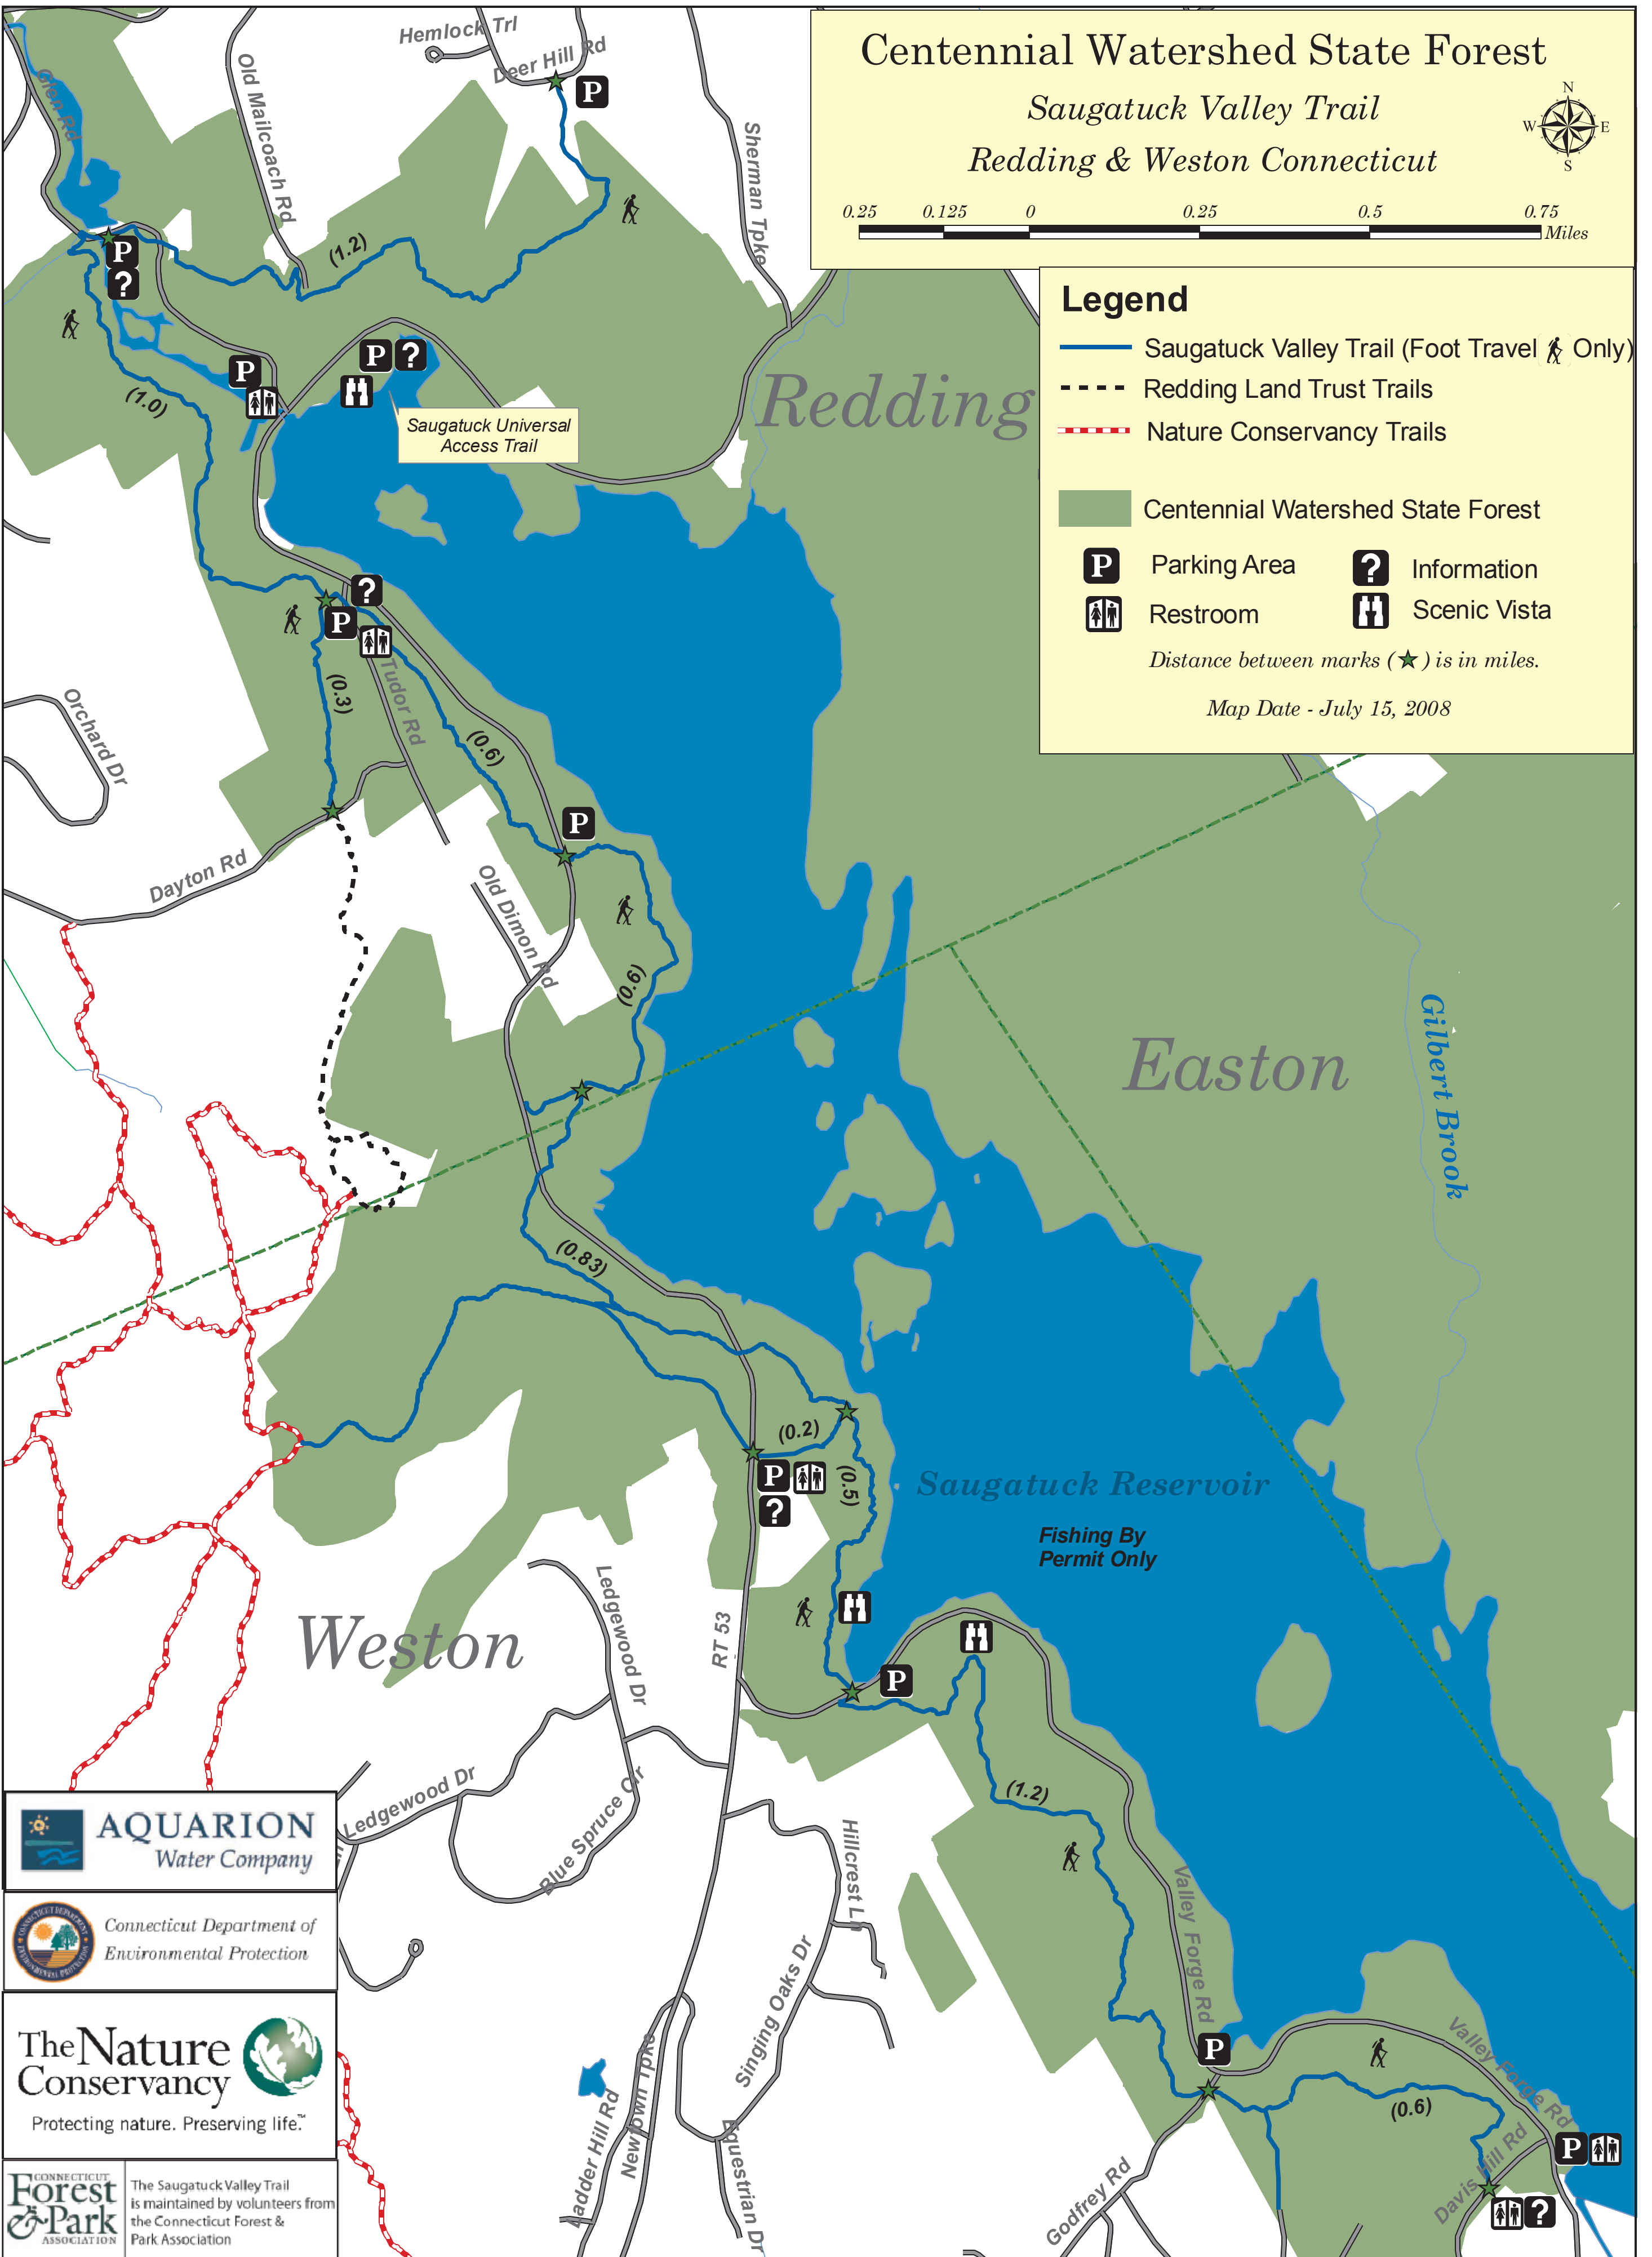 Centennial Watershed State Forest
Saugatuck Valley Trail
Redding & Weston Connecticut
N
W E
S
0.25 0.125 0 0.25 0.5 0.75
Miles
Legend
Saugatuck Valley Trail (Foot Travel Only)
Redding Land Trust Trails
Nature Conservancy Trails
Centennial Watershed State Forest
P Parking Area
? Information
Restroom
Scenic Vista
Distance between marks ( ★ ) is in miles.
Map Date - July 15, 2008
Hemlock Trl
Deer Hill Rd
P
Glen Rd
Old Mailcoach Rd
Sherman Tpke
(1.2)
P
?
P
P ?
(1.0)
Saugatuck Universal
Access Trail
Redding
?
P
(0.3)
Tudor Rd
Orchard Dr
(0.6)
P
Dayton Rd
Old Dimon Rd
(0.6)
Easton
Gilbert Brook
(0.83)
(0.2)
P
?
(0.5)
Saugatuck Reservoir
Fishing By
Permit Only
Weston
Ledgewood Dr
RT 53
P
(1.2)
Ledgewood Dr
Blue Spruce Cir
Hillcrest Ln
Valley Forge Rd
Singing Oaks Dr
P
Valley Forge Rd
(0.6)
P
Davis Hill Rd
?
Godfrey Rd
Newtown Tpke
Ladder Hill Rd
Equestrian Dr
AQUARION
Water Company
Connecticut Department of
Environmental Protection
The Nature
Conservancy
Protecting nature. Preserving life.™
CONNECTICUT
Forest
& Park
ASSOCIATION
The Saugatuck Valley Trail
is maintained by volunteers from
the Connecticut Forest &
Park Association